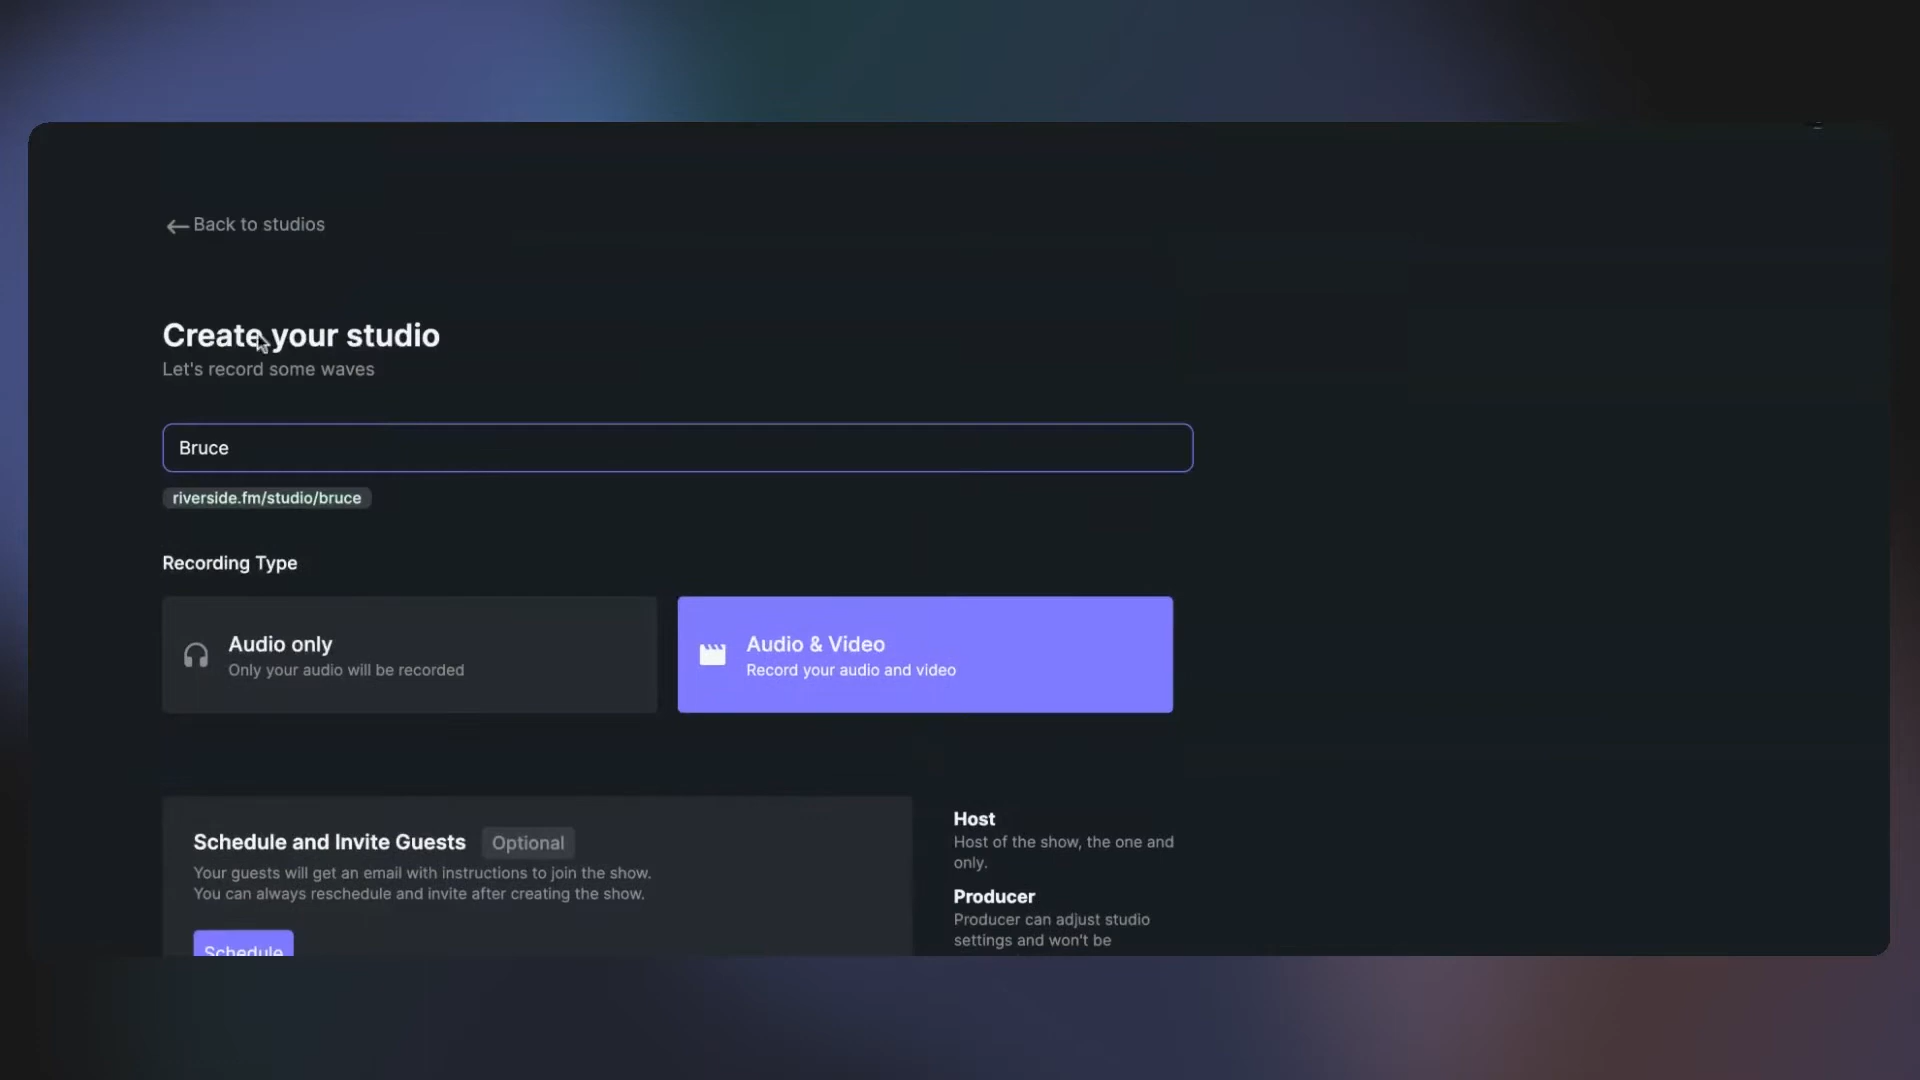 Back to studios
Create your studio
Let's record some waves
Bruce
riverside.fm/studio/bruce
Recording Type
Audio only
Only your audio will be recorded
Audio & Video
Record your audio and video
Schedule and Invite Guests Optional
Your guests will get an email with instructions to join the show.
You can always reschedule and invite after creating the show.
Schedule
Host
Host of the show, the one and
only.
Producer
Producer can adjust studio
settings and won't be